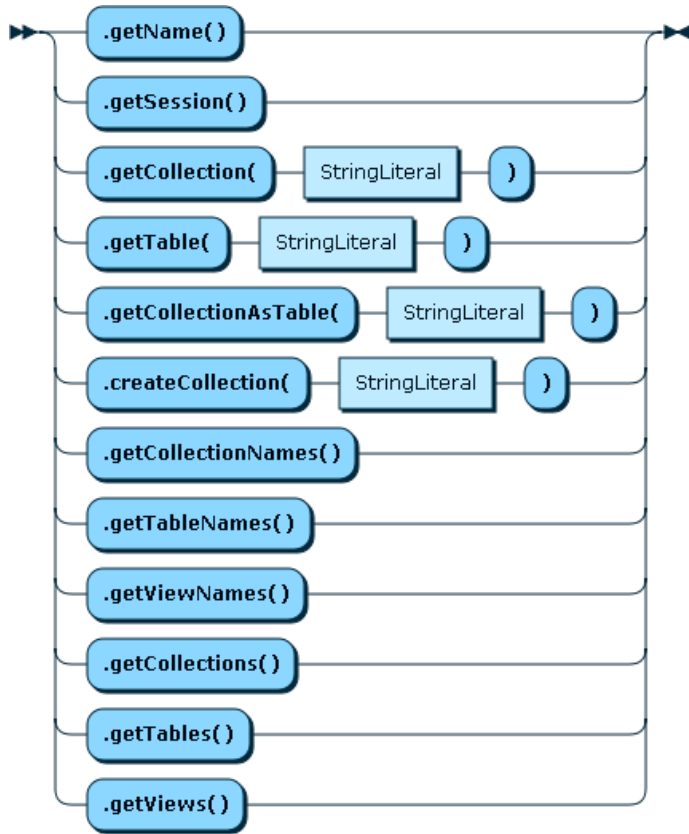 .getName()
.getSession()
.getCollection( StringLiteral )
.getTable( StringLiteral )
.getCollectionAsTable( StringLiteral )
.createCollection( StringLiteral )
.getCollectionNames()
.getTableNames()
.getViewNames()
.getCollections()
.getTables()
.getViews()